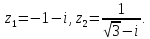 z₁=−1−i, z₂=1/(√3−i).